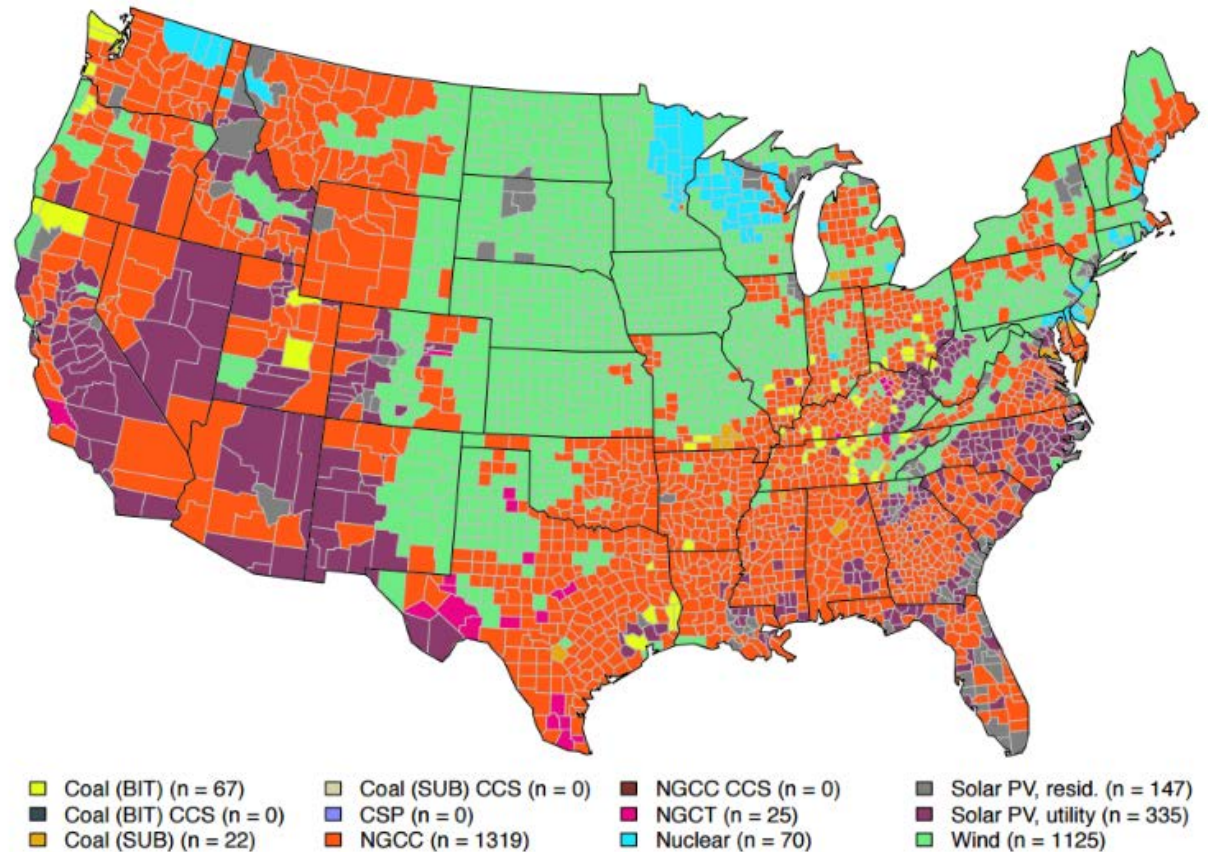 Coal (BIT) (n = 67)
Coal (SUB) CCS (n = 0)
NGCC CCS (n = 0)
Solar PV, resid. (n = 147)
Coal (BIT) CCS (n = 0)
CSP (n = 0)
NGCT (n = 25)
Solar PV, utility (n = 335)
Coal (SUB) (n = 22)
NGCC (n = 1319)
Nuclear (n = 70)
Wind (n = 1125)